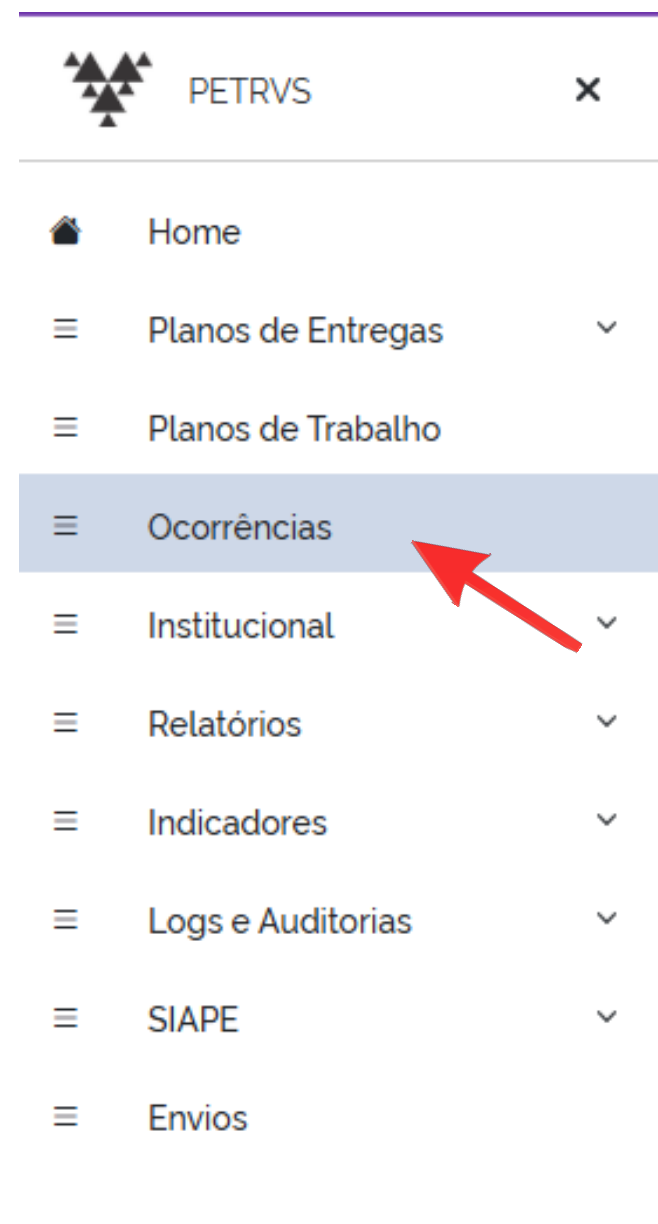 PETRVS
Home
Planos de Entregas
Planos de Trabalho
Ocorrências
Institucional
Relatórios
Indicadores
Logs e Auditorias
SIAPE
Envios